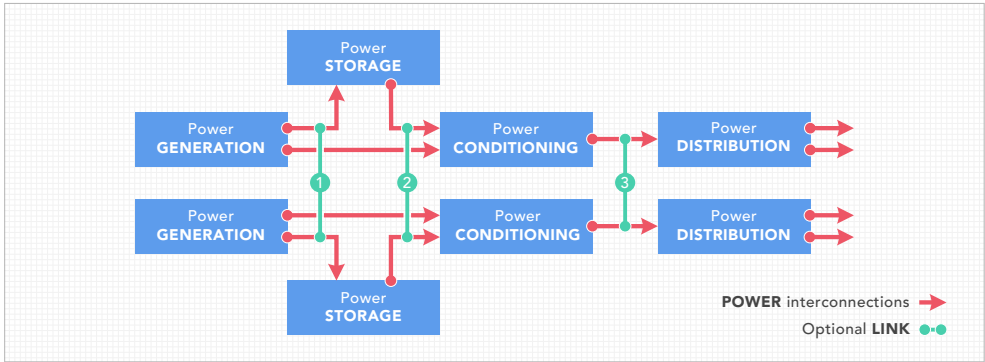 Power
STORAGE
Power
GENERATION
Power
CONDITIONING
Power
DISTRIBUTION
1
2
3
Power
GENERATION
Power
CONDITIONING
Power
DISTRIBUTION
Power
STORAGE
POWER interconnections
Optional LINK